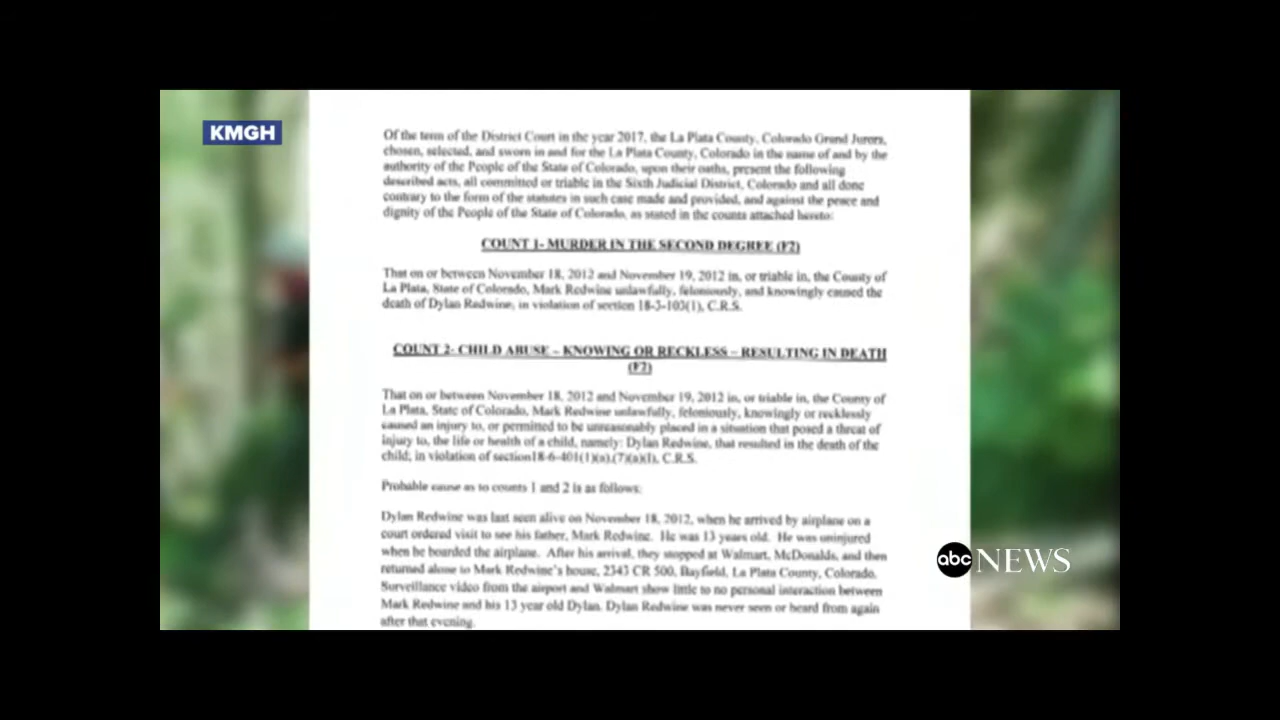 KMGH
Of the term of the District Court in the year 2017, the La Plata County, Colorado Grand Jurors,
chosen, selected, and sworn in and for the La Plata County, Colorado in the name of and by the
authority of the People of the State of Colorado, upon their oaths, present the following
described acts, all committed or triable in the Sixth Judicial District, Colorado and all done
contrary to the form of the statutes in such case made and provided, and against the peace and
dignity of the People of the State of Colorado, as stated in the counts attached hereto:
COUNT 1- MURDER IN THE SECOND DEGREE (F2)
That on or between November 18, 2012 and November 19, 2012 in, or triable in, the County of
La Plata, State of Colorado, Mark Redwine unlawfully, feloniously, and knowingly caused the
death of Dylan Redwine; in violation of section 18-3-103(1), C.R.S.
COUNT 2- CHILD ABUSE – KNOWING OR RECKLESS – RESULTING IN DEATH
(F2)
That on or between November 18, 2012 and November 19, 2012 in, or triable in, the County of
La Plata, State of Colorado, Mark Redwine unlawfully, feloniously, knowingly or recklessly
caused an injury to, or permitted to be unreasonably placed in a situation that posed a threat of
injury to, the life or health of a child, namely: Dylan Redwine, that resulted in the death of the
child; in violation of section18-6-401(1)(a),(7)(a)(I), C.R.S.
Probable cause as to counts 1 and 2 is as follows:
Dylan Redwine was last seen alive on November 18, 2012, when he arrived by airplane on a
court ordered visit to see his father, Mark Redwine. He was 13 years old. He was uninjured
when he boarded the airplane. After his arrival, they stopped at Walmart, McDonalds, and then
returned alone to Mark Redwine's house, 2343 CR 500, Bayfield, La Plata County, Colorado.
Surveillance video from the airport and Walmart show little to no personal interaction between
Mark Redwine and his 13 year old Dylan. Dylan Redwine was never seen or heard from again
after that evening.
abc NEWS